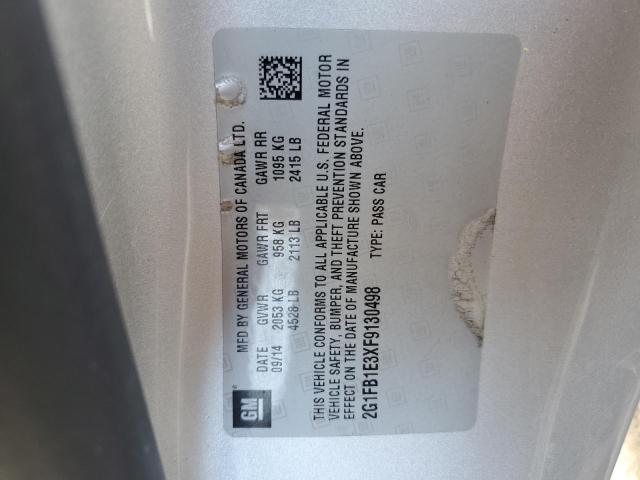 GM ®
MFD BY GENERAL MOTORS OF CANADA LTD.
DATE GVWR GAWR FRT GAWR RR
09/14 2053 KG 958 KG 1095 KG
4528 LB 2113 LB 2415 LB
THIS VEHICLE CONFORMS TO ALL APPLICABLE U.S. FEDERAL MOTOR
VEHICLE SAFETY, BUMPER, AND THEFT PREVENTION STANDARDS IN
EFFECT ON THE DATE OF MANUFACTURE SHOWN ABOVE.
2G1FB1E3XF9130498 TYPE: PASS CAR